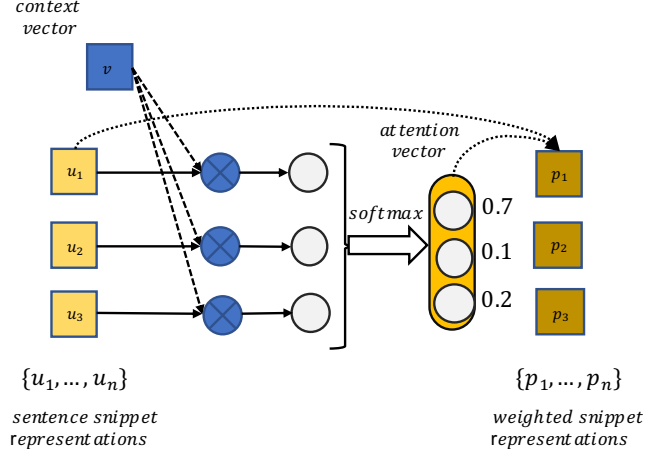 context
vector
v
attention
vector
u₁
p₁
softmax
0.7
u₂
0.1
p₂
u₃
0.2
p₃
{u₁, ..., uₙ}
{p₁, ..., pₙ}
sentence snippet
representations
weighted snippet
representations